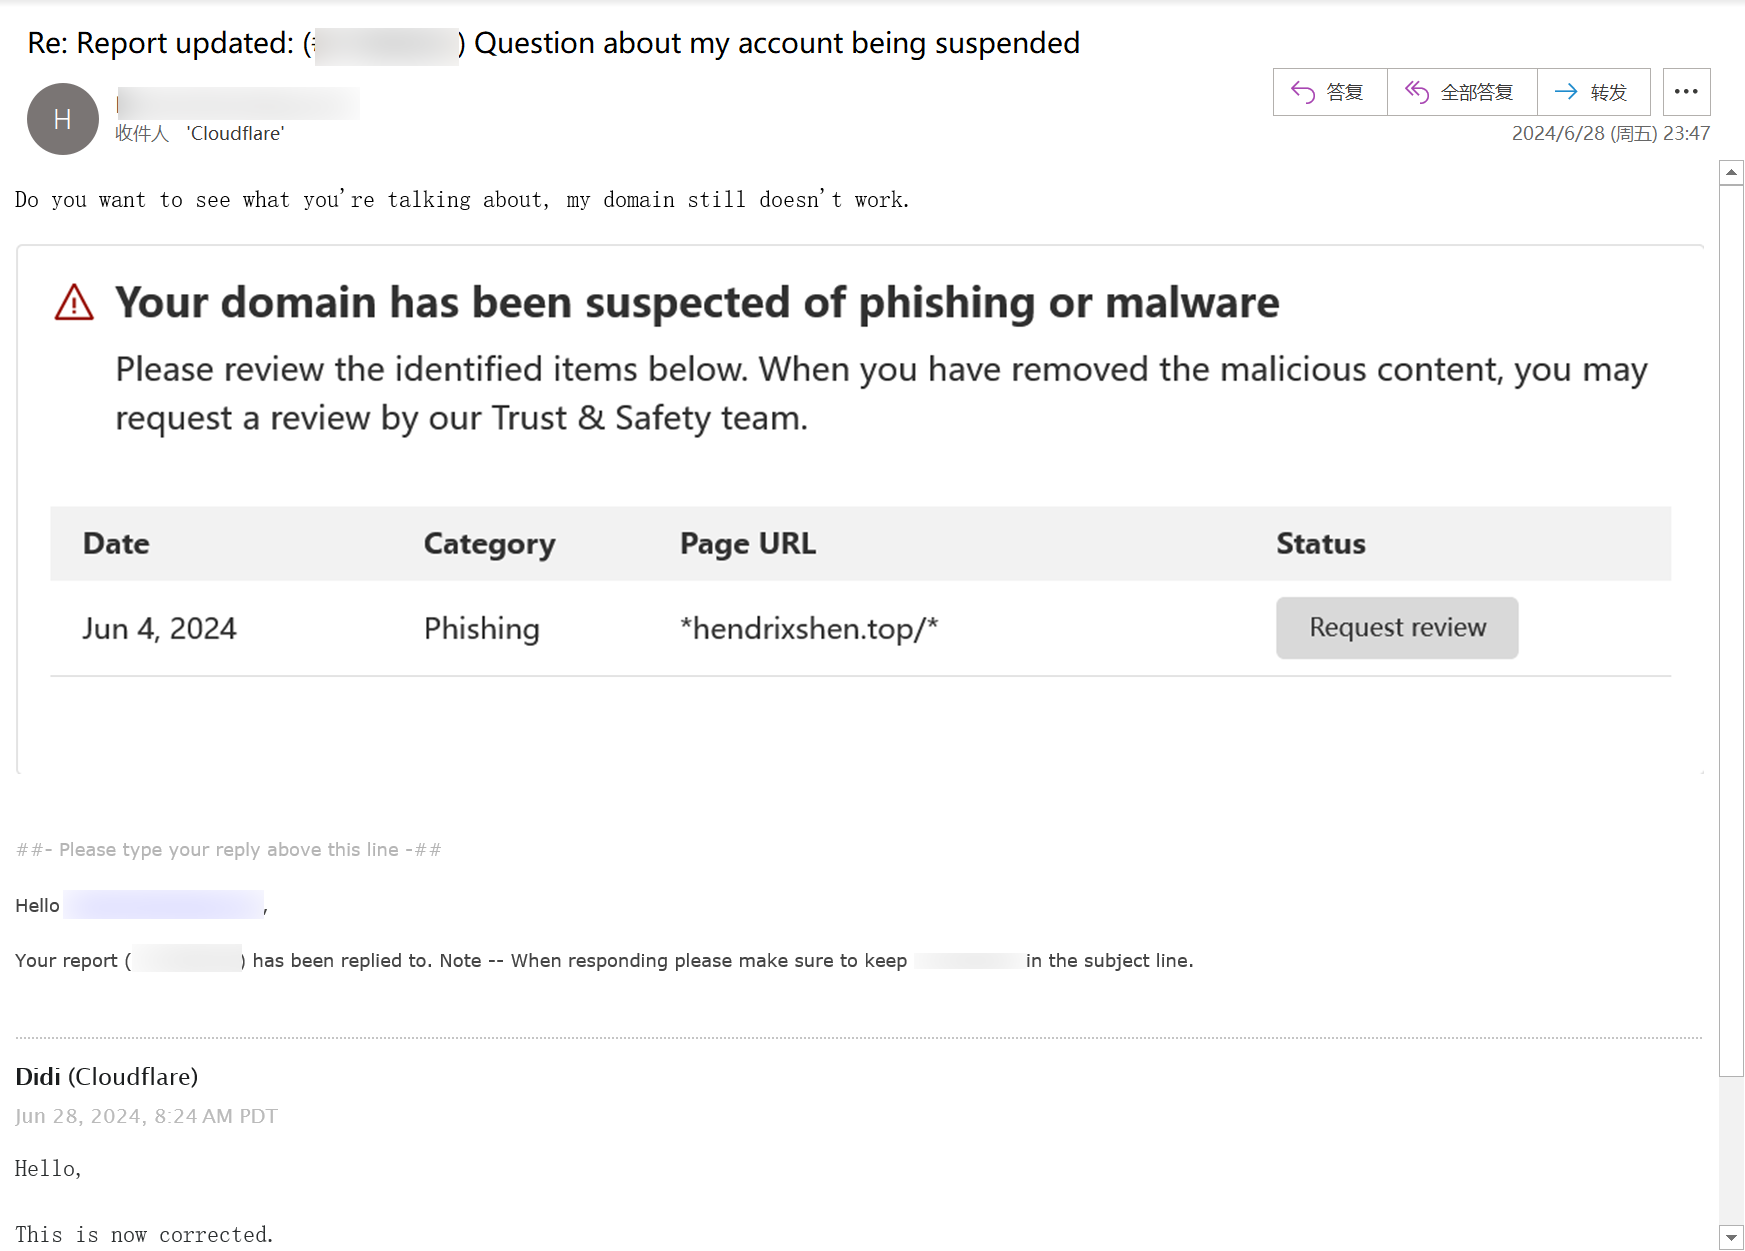 Re: Report updated: (#) Question about my account being suspended
答复
全部答复
转发
H
收件人 'Cloudflare'
2024/6/28 (周五) 23:47
Do you want to see what you're talking about, my domain still doesn't work.
Your domain has been suspected of phishing or malware
Please review the identified items below. When you have removed the malicious content, you may
request a review by our Trust & Safety team.
Date Category Page URL Status
Jun 4, 2024 Phishing *hendrixshen.top/* Request review
##- Please type your reply above this line -##
Hello ,
Your report () has been replied to. Note -- When responding please make sure to keep in the subject line.
Didi (Cloudflare)
Jun 28, 2024, 8:24 AM PDT
Hello,
This is now corrected.